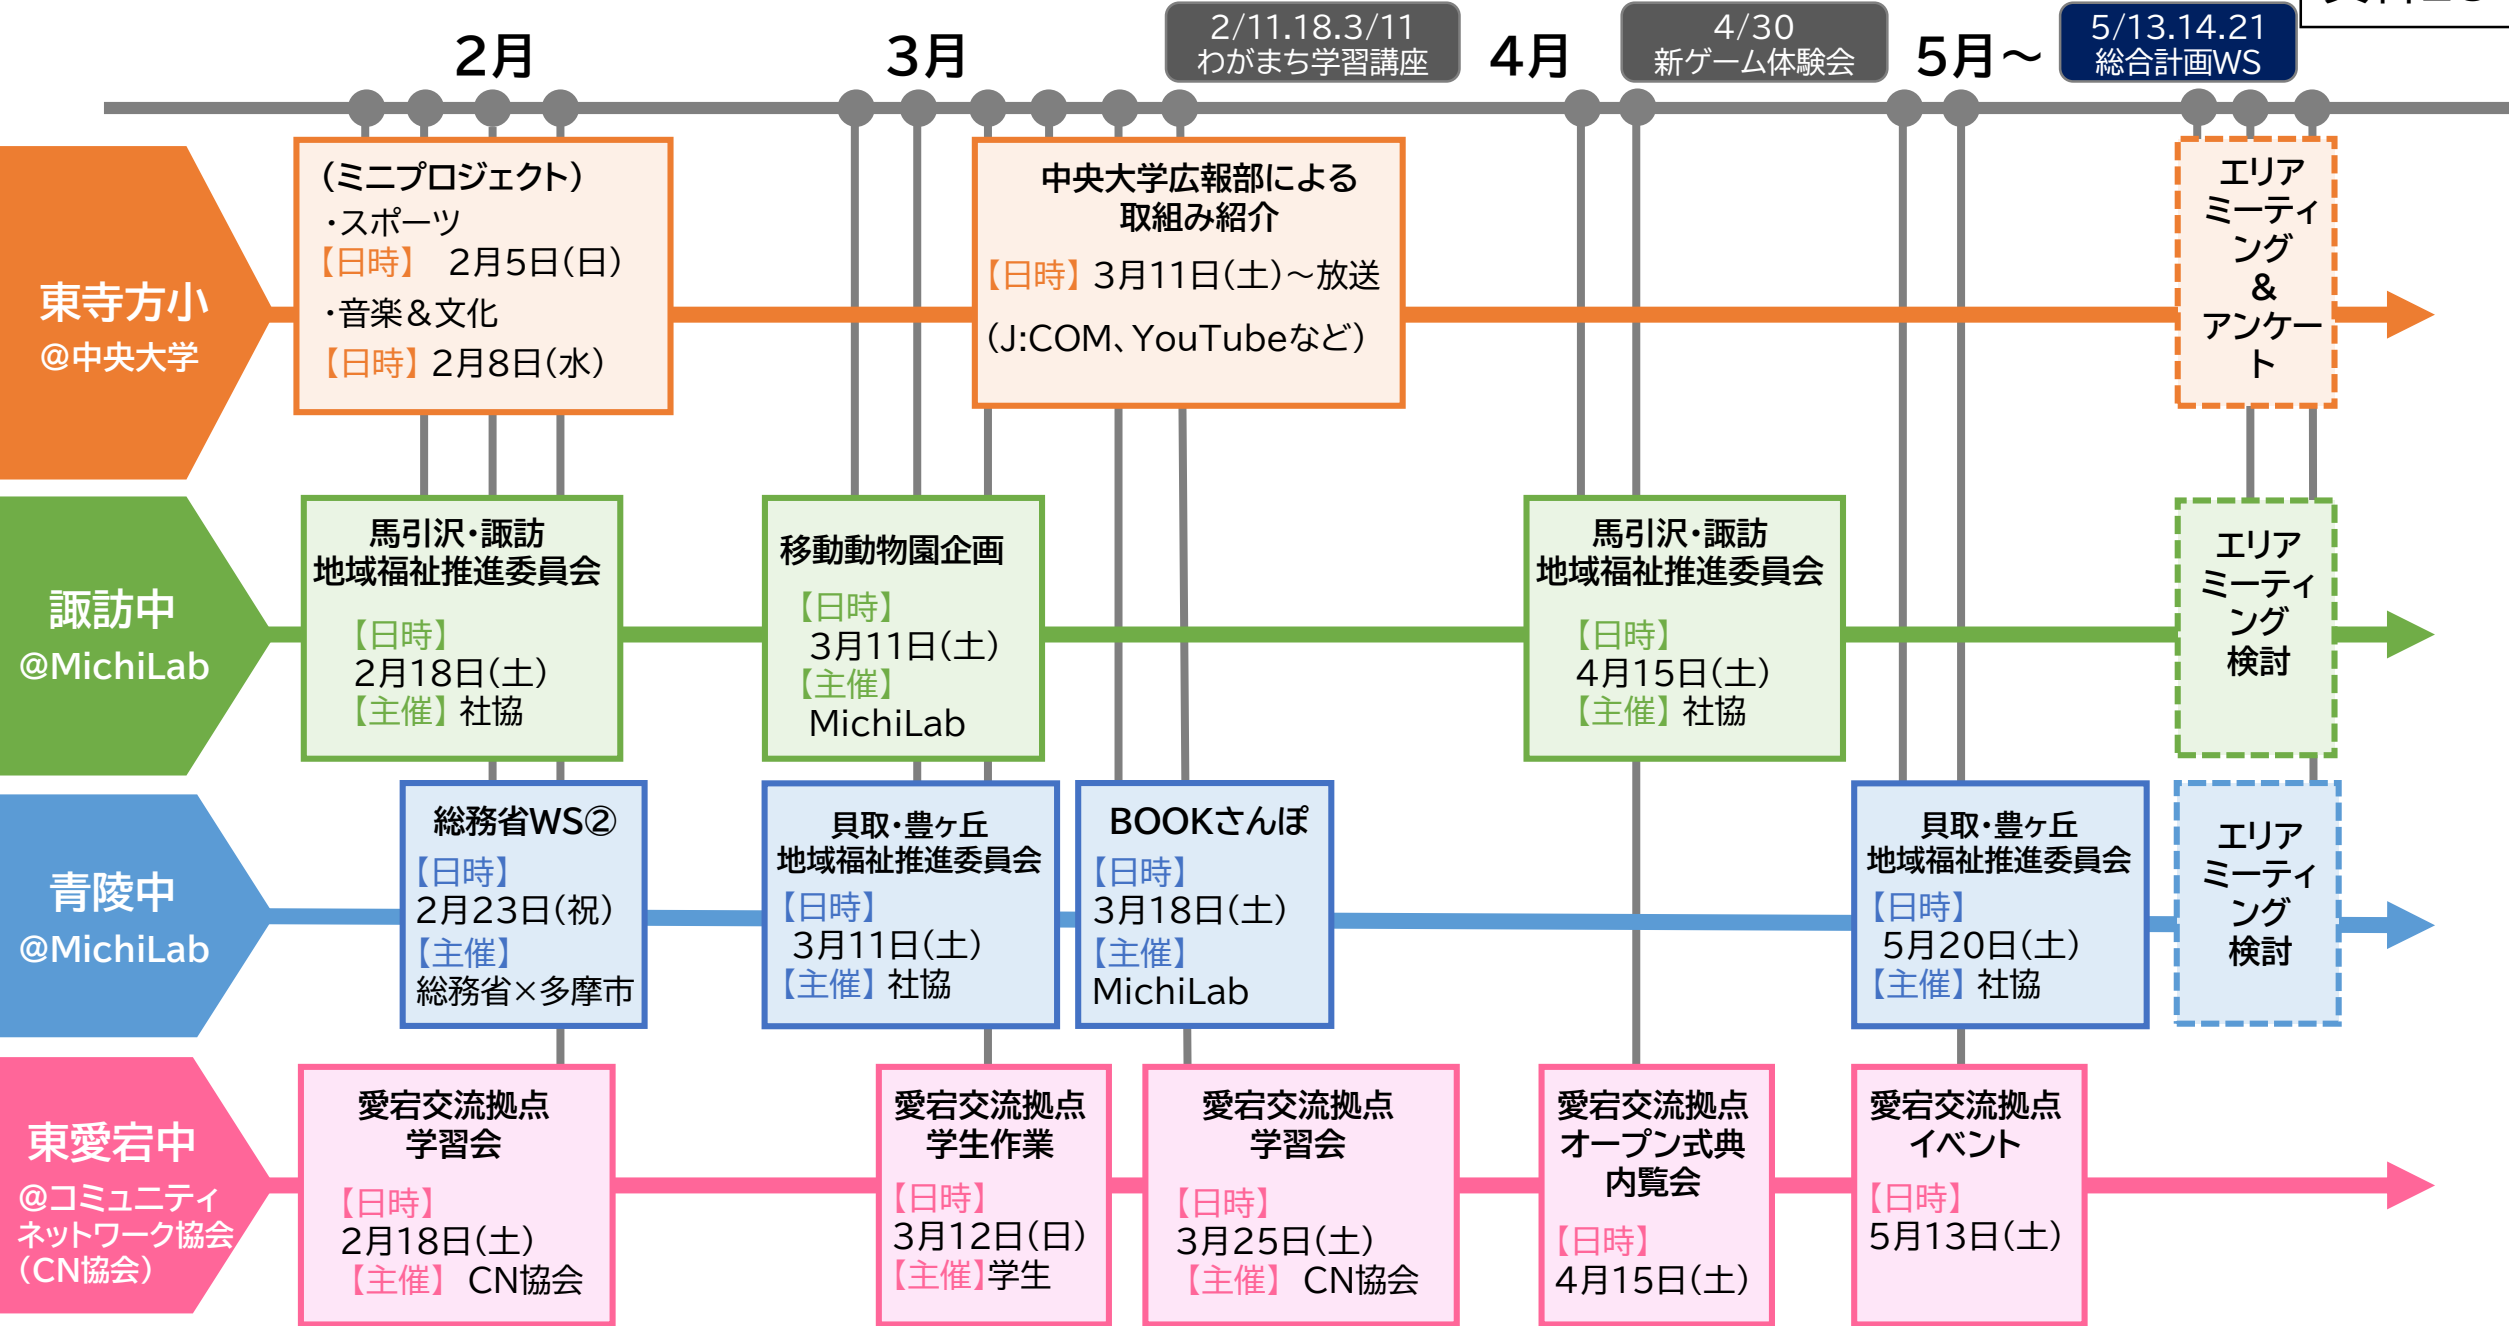 2月
3月
2/11.18.3/11
わがまち学習講座
4月
4/30
新ゲーム体験会
5月～
5/13.14.21
総合計画WS
東寺方小
@中央大学
（ミニプロジェクト）
・スポーツ
【日時】 2月5日（日）
・音楽＆文化
【日時】 2月8日（水）
中央大学広報部による
取組み紹介
【日時】 3月11日（土）～放送
（J:COM、YouTubeなど）
エリア
ミーティ
ング
＆
アンケー
ト
諏訪中
@MichiLab
馬引沢・諏訪
地域福祉推進委員会
【日時】
2月18日（土）
【主催】 社協
移動動物園企画
【日時】
3月11日（土）
【主催】
MichiLab
馬引沢・諏訪
地域福祉推進委員会
【日時】
4月15日（土）
【主催】 社協
エリア
ミーティ
ング
検討
青陵中
@MichiLab
総務省WS②
【日時】
2月23日（祝）
【主催】
総務省×多摩市
貝取・豊ヶ丘
地域福祉推進委員会
【日時】
3月11日（土）
【主催】 社協
BOOKさんぽ
【日時】
3月18日（土）
【主催】
MichiLab
貝取・豊ヶ丘
地域福祉推進委員会
【日時】
5月20日（土）
【主催】 社協
エリア
ミーティ
ング
検討
東愛宕中
@コミュニティ
ネットワーク協会
（CN協会）
愛宕交流拠点
学習会
【日時】
2月18日（土）
【主催】 CN協会
愛宕交流拠点
学生作業
【日時】
3月12日（日）
【主催】学生
愛宕交流拠点
学習会
【日時】
3月25日（土）
【主催】 CN協会
愛宕交流拠点
オープン式典
内覧会
【日時】
4月15日（土）
愛宕交流拠点
イベント
【日時】
5月13日（土）